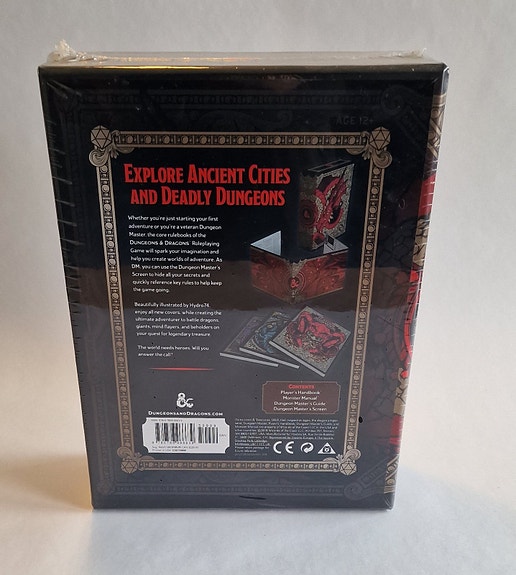 AGE 12+
EXPLORE ANCIENT CITIES
AND DEADLY DUNGEONS
Whether you're just starting your first
adventure or you're a veteran Dungeon
Master, the core rulebooks of the
DUNGEONS & DRAGONS Roleplaying
Game will spark your imagination and
help you create worlds of adventure. As
DM, you can use the Dungeon Master's
Screen to hide all your secrets and
quickly reference key rules to help keep
the game going.
Beautifully illustrated by Hydro74,
enjoy all new covers, while creating the
ultimate adventurer to battle dragons,
giants, mind flayers, and beholders on
your quest for legendary treasure.
The world needs heroes. Will you
answer the call?
CONTENTS
Player's Handbook
Monster Manual
Dungeon Master's Guide
Dungeon Master's Screen
&
DUNGEONSANDDRAGONS.COM
CE